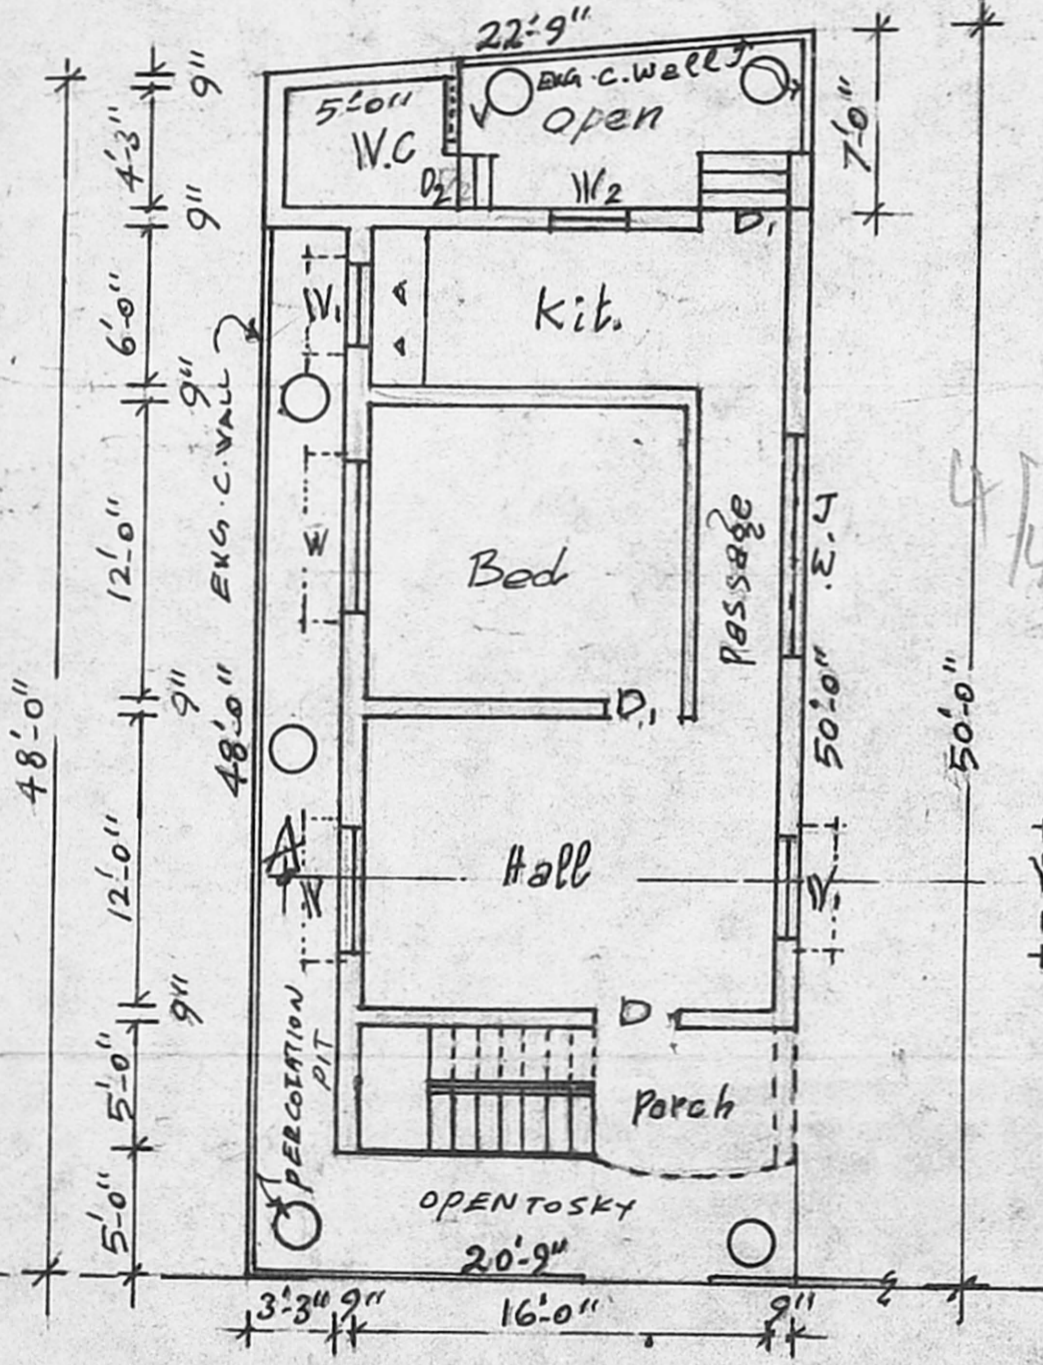 22'-9"
9"
5'-0"
EXG. C. Wall
open
W.C
4'-3"
7'-0"
D2
W2
9"
D1
W1
Kit.
6'-0"
9"
EXG. C. WALL
12'-0"
W
Bed
Passage
9"
48'-0"
48'-0"
D1
50'-0"
50'-0"
12'-0"
Hall
W
W
9"
D
PERCOLATION
PIT
5'-0"
Porch
5'-0"
OPEN TO SKY
20'-9"
3'-3"
9"
16'-0"
9"